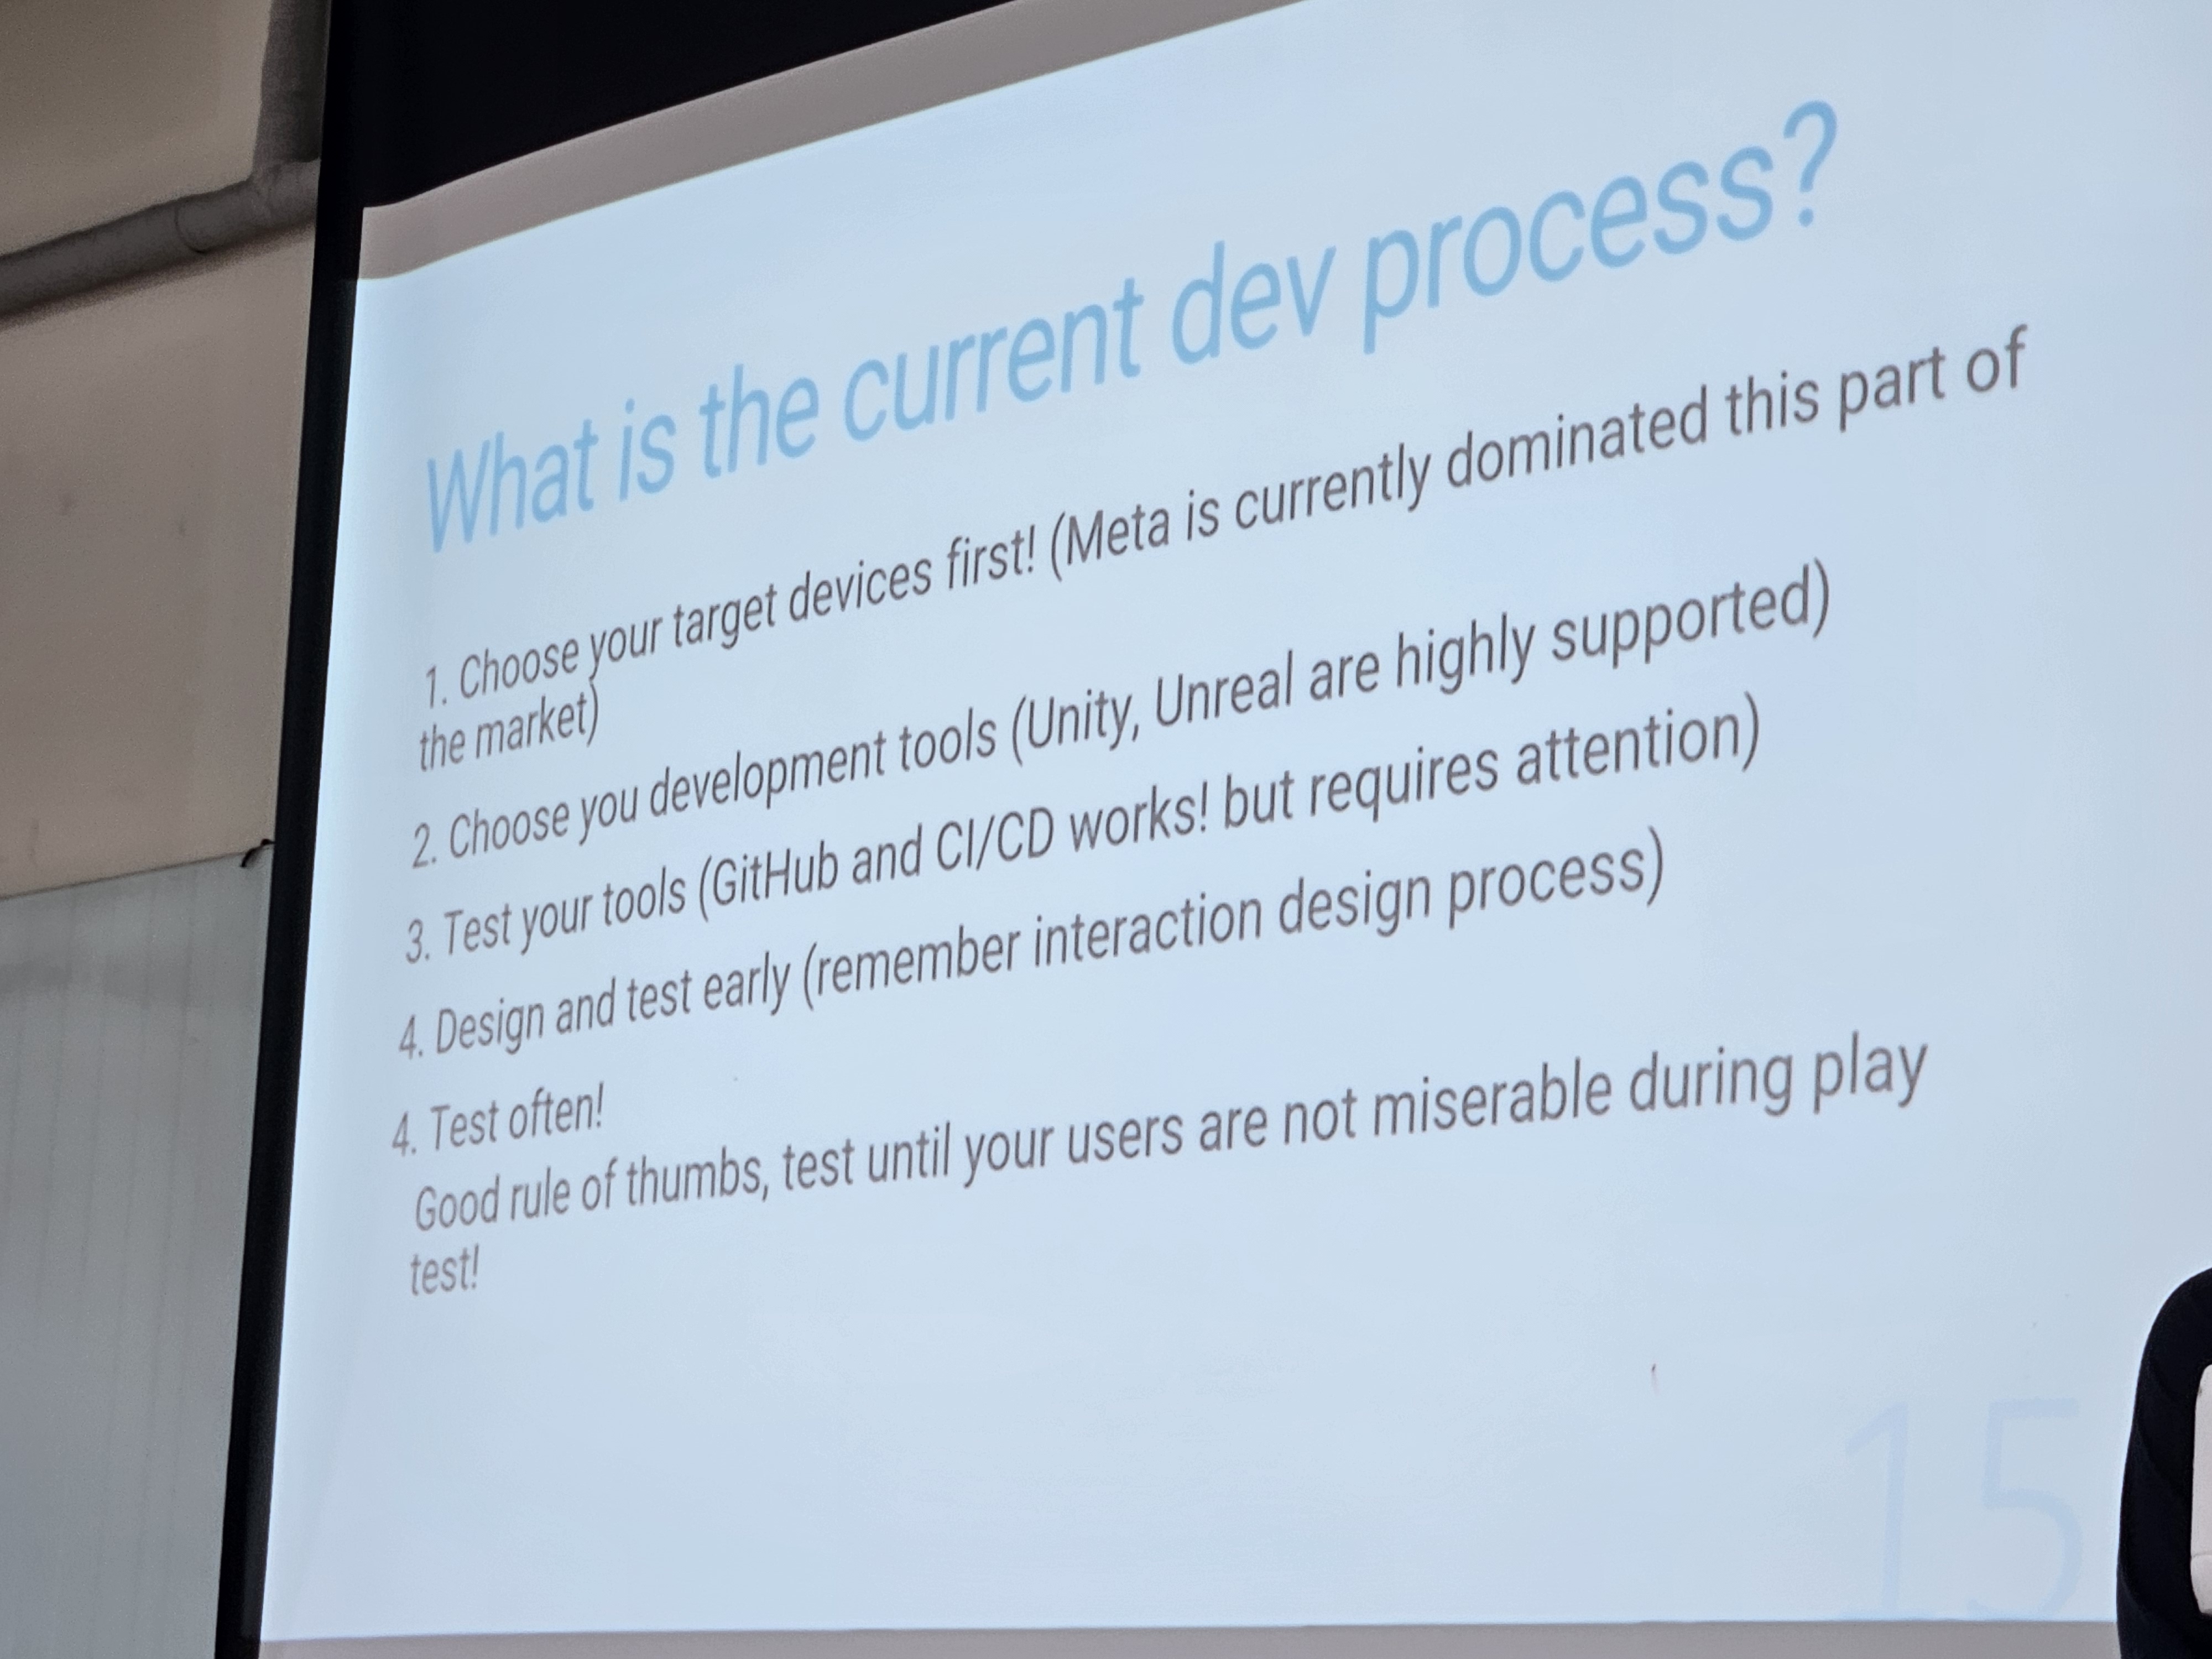 What is the current dev process?
1. Choose your target devices first! (Meta is currently dominated this part of
the market)
2. Choose you development tools (Unity, Unreal are highly supported)
3. Test your tools (GitHub and CI/CD works! but requires attention)
4. Design and test early (remember interaction design process)
4. Test often!
Good rule of thumbs, test until your users are not miserable during play
test!
15